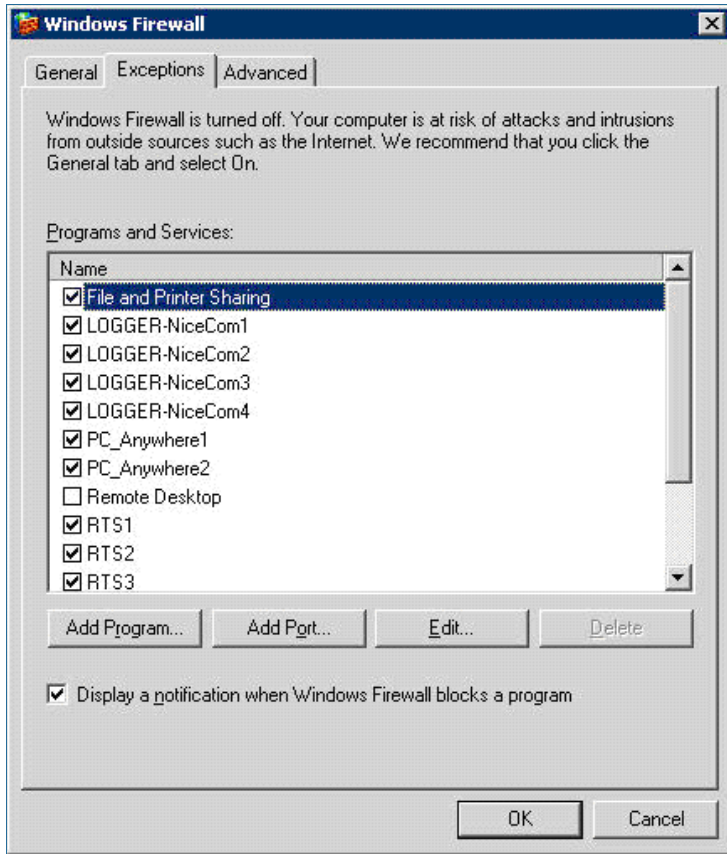 Windows Firewall
General
Exceptions
Advanced
Windows Firewall is turned off. Your computer is at risk of attacks and intrusions
from outside sources such as the Internet. We recommend that you click the
General tab and select On.
Programs and Services:
Name
File and Printer Sharing
LOGGER-NiceCom1
LOGGER-NiceCom2
LOGGER-NiceCom3
LOGGER-NiceCom4
PC_Anywhere1
PC_Anywhere2
Remote Desktop
RTS1
RTS2
RTS3
Add Program...
Add Port...
Edit...
Delete
Display a notification when Windows Firewall blocks a program
OK
Cancel